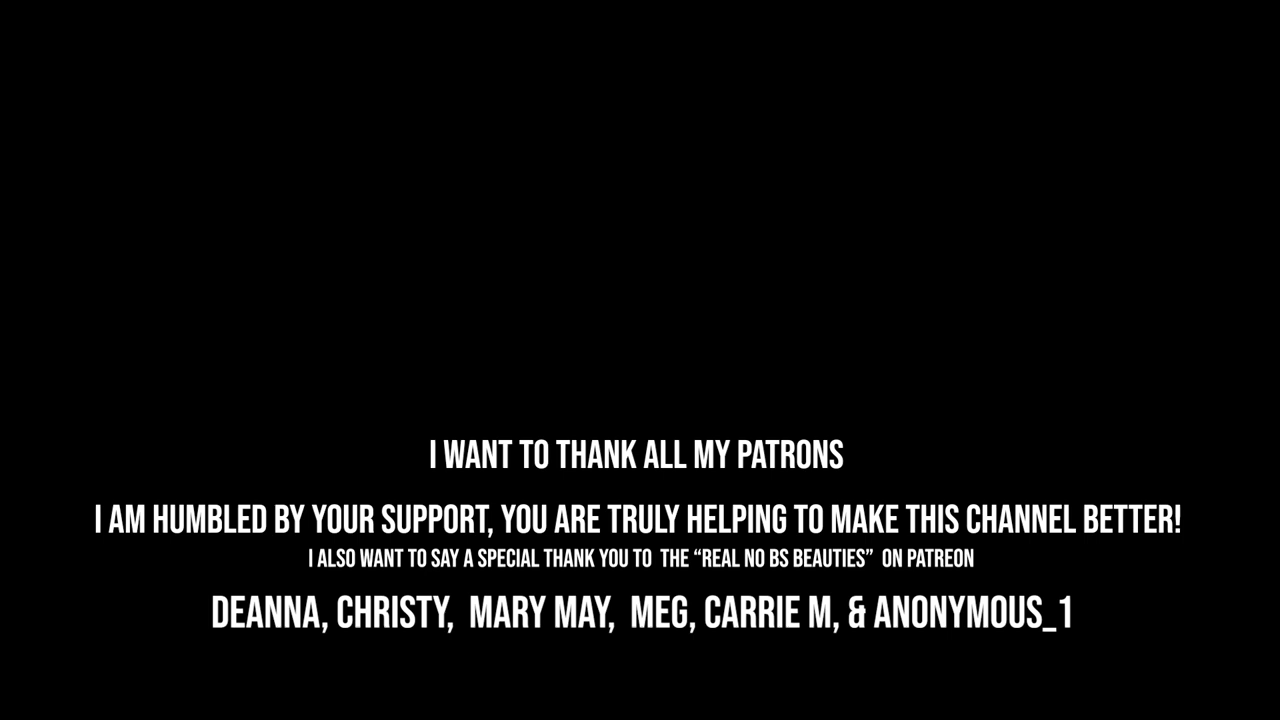 I WANT TO THANK ALL MY PATRONS
I AM HUMBLED BY YOUR SUPPORT, YOU ARE TRULY HELPING TO MAKE THIS CHANNEL BETTER!
I ALSO WANT TO SAY A SPECIAL THANK YOU TO THE “REAL NO BS BEAUTIES” ON PATREON
DEANNA, CHRISTY, MARY MAY, MEG, CARRIE M, & ANONYMOUS_1